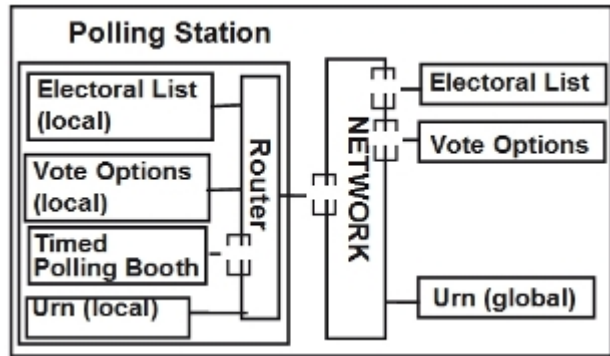 Polling Station
Electoral List
(local)
Vote Options
(local)
Timed
Polling Booth
Urn (local)
Router
NETWORK
Electoral List
Vote Options
Urn (global)